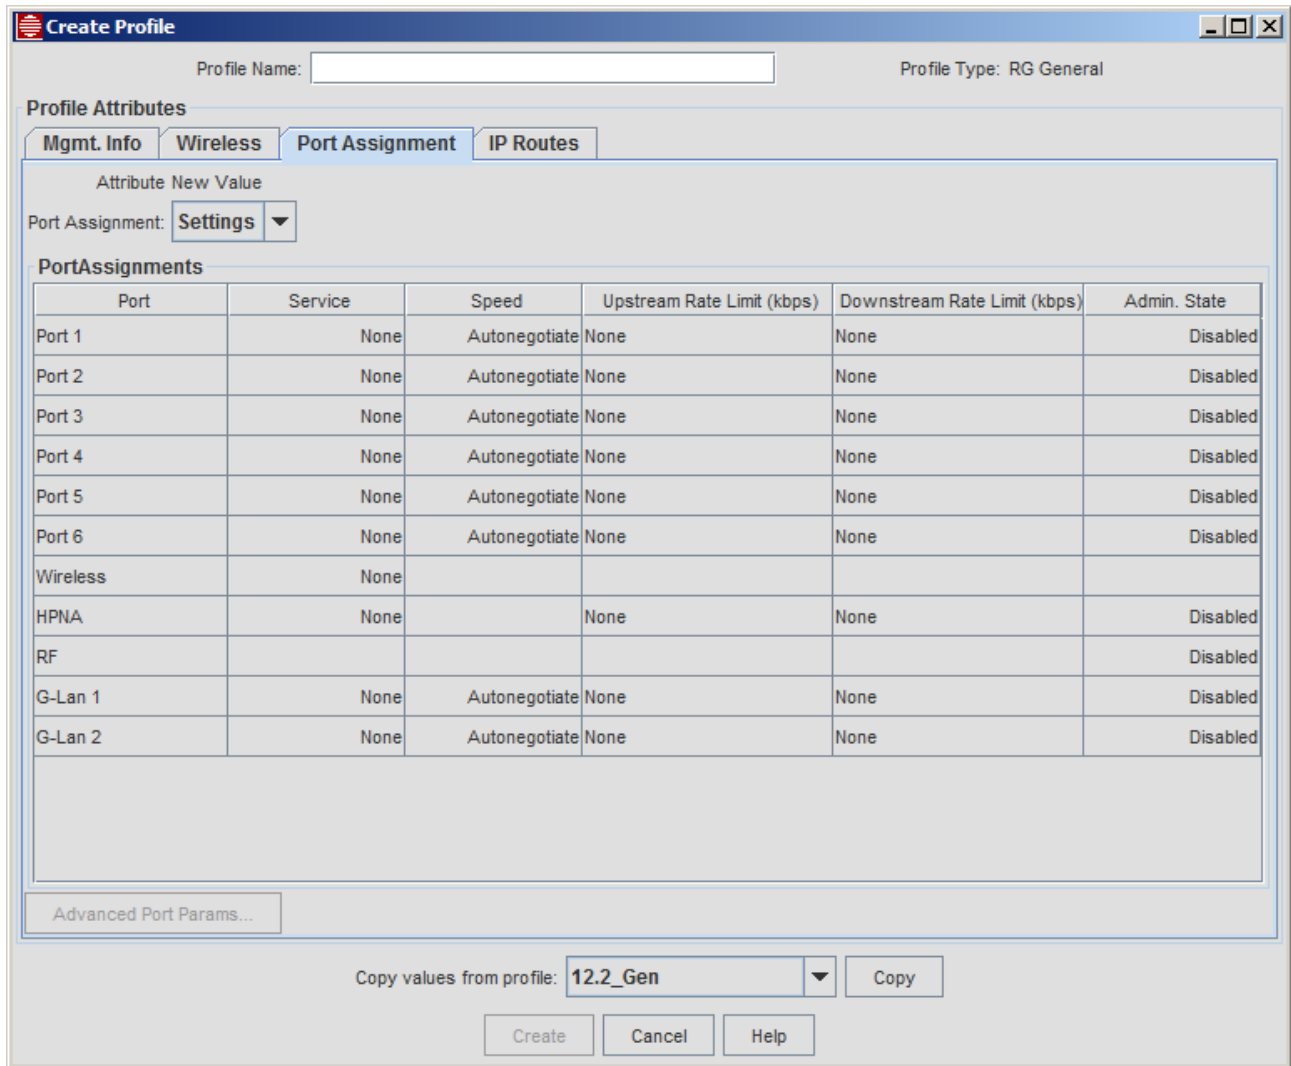 Create Profile
Profile Name: Profile Type: RG General
Profile Attributes
Mgmt. Info Wireless Port Assignment IP Routes
Attribute New Value
Port Assignment: Settings
PortAssignments
Port Service Speed Upstream Rate Limit (kbps) Downstream Rate Limit (kbps) Admin. State
Port 1 None Autonegotiate None None Disabled
Port 2 None Autonegotiate None None Disabled
Port 3 None Autonegotiate None None Disabled
Port 4 None Autonegotiate None None Disabled
Port 5 None Autonegotiate None None Disabled
Port 6 None Autonegotiate None None Disabled
Wireless None
HPNA None None None Disabled
RF Disabled
G-Lan 1 None Autonegotiate None None Disabled
G-Lan 2 None Autonegotiate None None Disabled
Advanced Port Params...
Copy values from profile: 12.2_Gen Copy
Create Cancel Help